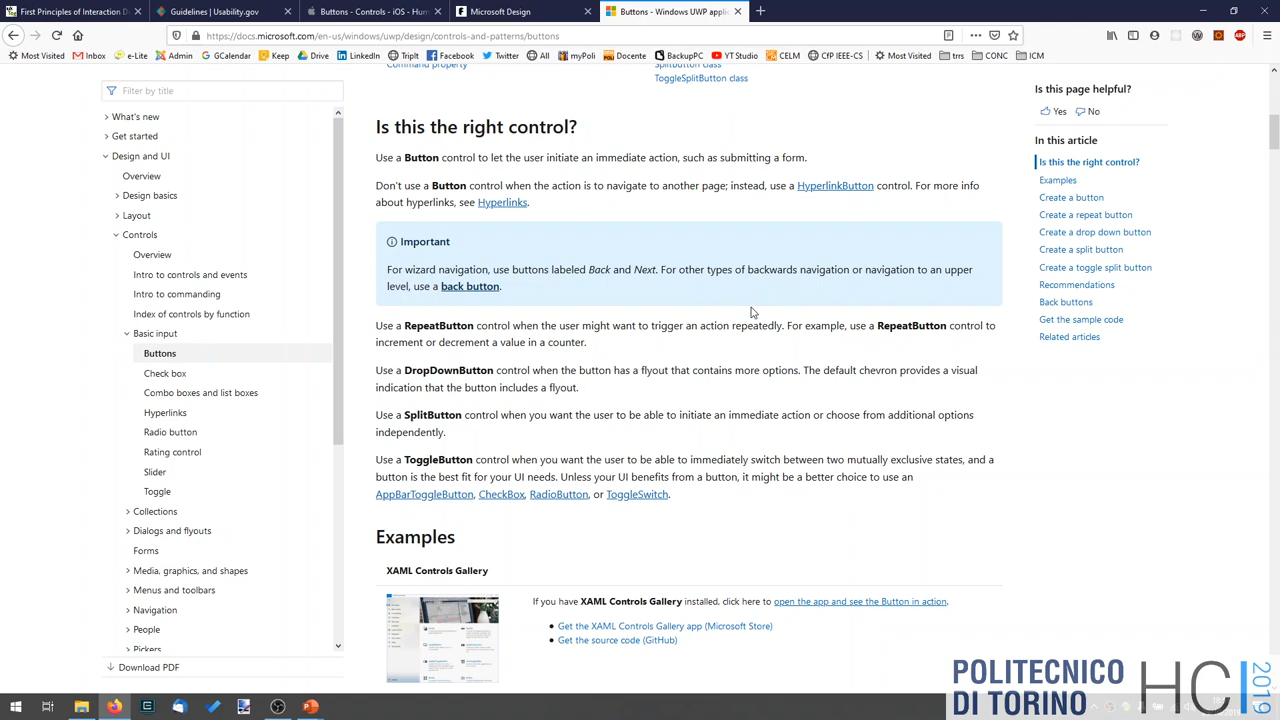 First Principles of Interaction D
Guidelines | Usability.gov
Buttons - Controls - iOS - Hum
Microsoft Design
Buttons - Windows UWP appli
https://docs.microsoft.com/en-us/windows/uwp/design/controls-and-patterns/buttons
Most Visited
Inbox
e-Lite
Admin
GCalendar
Keep
Drive
LinkedIn
TripIt
Facebook
Twitter
All
myPoli
Docente
BackupPC
YT Studio
CELM
CfP IEEE-CS
Most Visited
trrs
CONC
ICM
Command property
SplitButton class
ToggleSplitButton class
Filter by title
What's new
Get started
Design and UI
Overview
Design basics
Layout
Controls
Overview
Intro to controls and events
Intro to commanding
Index of controls by function
Basic input
Buttons
Check box
Combo boxes and list boxes
Hyperlinks
Radio button
Rating control
Slider
Toggle
Collections
Dialogs and flyouts
Forms
Media, graphics, and shapes
Menus and toolbars
Navigation
People
Pickers
Download PDF
Is this the right control?
Use a Button control to let the user initiate an immediate action, such as submitting a form.
Don't use a Button control when the action is to navigate to another page; instead, use a HyperlinkButton control. For more info
about hyperlinks, see Hyperlinks.
Important
For wizard navigation, use buttons labeled Back and Next. For other types of backwards navigation or navigation to an upper
level, use a back button.
Use a RepeatButton control when the user might want to trigger an action repeatedly. For example, use a RepeatButton control to
increment or decrement a value in a counter.
Use a DropDownButton control when the button has a flyout that contains more options. The default chevron provides a visual
indication that the button includes a flyout.
Use a SplitButton control when you want the user to be able to initiate an immediate action or choose from additional options
independently.
Use a ToggleButton control when you want the user to be able to immediately switch between two mutually exclusive states, and a
button is the best fit for your UI needs. Unless your UI benefits from a button, it might be a better choice to use an
AppBarToggleButton, CheckBox, RadioButton, or ToggleSwitch.
Examples
XAML Controls Gallery
If you have XAML Controls Gallery installed, click here to open the app and see the Button in action.
Get the XAML Controls Gallery app (Microsoft Store)
Get the source code (GitHub)
Is this page helpful?
Yes
No
In this article
Is this the right control?
Examples
Create a button
Create a repeat button
Create a drop down button
Create a split button
Create a toggle split button
Recommendations
Back buttons
Get the sample code
Related articles
POLITECNICO
DI TORINO
HCI
2019